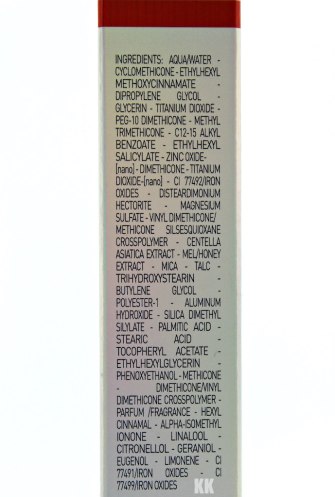 INGREDIENTS: AQUA/WATER -
CYCLOMETHICONE - ETHYLHEXYL
METHOXYCINNAMATE -
DIPROPYLENE GLYCOL -
GLYCERIN - TITANIUM DIOXIDE -
PEG-10 DIMETHICONE - METHYL
TRIMETHICONE - C12-15 ALKYL
BENZOATE - ETHYLHEXYL
SALICYLATE - ZINC OXIDE-
[nano] - DIMETHICONE - TITANIUM
DIOXIDE-[nano] - CI 77492/IRON
OXIDES - DISTEARDIMONIUM
HECTORITE - MAGNESIUM
SULFATE - VINYL DIMETHICONE/
METHICONE SILSESQUIOXANE
CROSSPOLYMER - CENTELLA
ASIATICA EXTRACT - MEL/HONEY
EXTRACT - MICA - TALC -
TRIHYDROXYSTEARIN -
BUTYLENE GLYCOL -
POLYESTER-1 - ALUMINUM
HYDROXIDE - SILICA DIMETHYL
SILYLATE - PALMITIC ACID -
STEARIC ACID -
TOCOPHERYL ACETATE -
ETHYLHEXYLGLYCERIN -
PHENOXYETHANOL - METHICONE
- DIMETHICONE/VINYL
DIMETHICONE CROSSPOLYMER -
PARFUM /FRAGRANCE - HEXYL
CINNAMAL - ALPHA-ISOMETHYL
IONONE - LINALOOL -
CITRONELLOL - GERANIOL -
EUGENOL - LIMONENE - CI
77491/IRON OXIDES - CI
77499/IRON OXIDES
KK